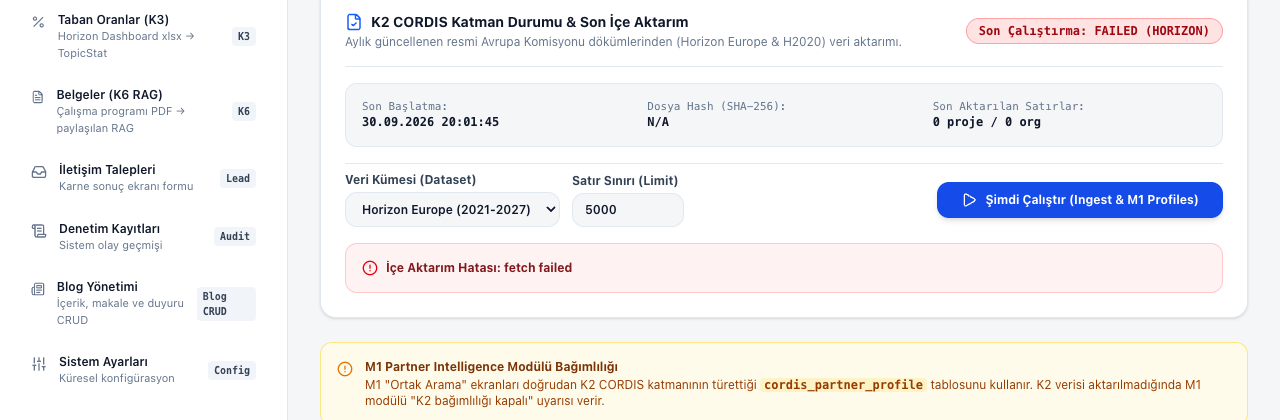 Taban Oranlar (K3)
Horizon Dashboard xlsx →
TopicStat
K3
Belgeler (K6 RAG)
Çalışma programı PDF →
paylaşılan RAG
K6
İletişim Talepleri
Karne sonuç ekranı formu
Lead
Denetim Kayıtları
Sistem olay geçmişi
Audit
Blog Yönetimi
İçerik, makale ve duyuru
CRUD
Blog
CRUD
Sistem Ayarları
Küresel konfigürasyon
Config
K2 CORDIS Katman Durumu & Son İçe Aktarım
Aylık güncellenen resmi Avrupa Komisyonu dökümlerinden (Horizon Europe & H2020) veri aktarımı.
Son Çalıştırma: FAILED (HORIZON)
Son Başlatma:
30.09.2026 20:01:45
Dosya Hash (SHA-256):
N/A
Son Aktarılan Satırlar:
0 proje / 0 org
Veri Kümesi (Dataset)
Horizon Europe (2021-2027)
Satır Sınırı (Limit)
5000
Şimdi Çalıştır (Ingest & M1 Profiles)
İçe Aktarım Hatası: fetch failed
M1 Partner Intelligence Modülü Bağımlılığı
M1 "Ortak Arama" ekranları doğrudan K2 CORDIS katmanının türettiği cordis_partner_profile tablosunu kullanır. K2 verisi aktarılmadığında M1
modülü "K2 bağımlılığı kapalı" uyarısı verir.